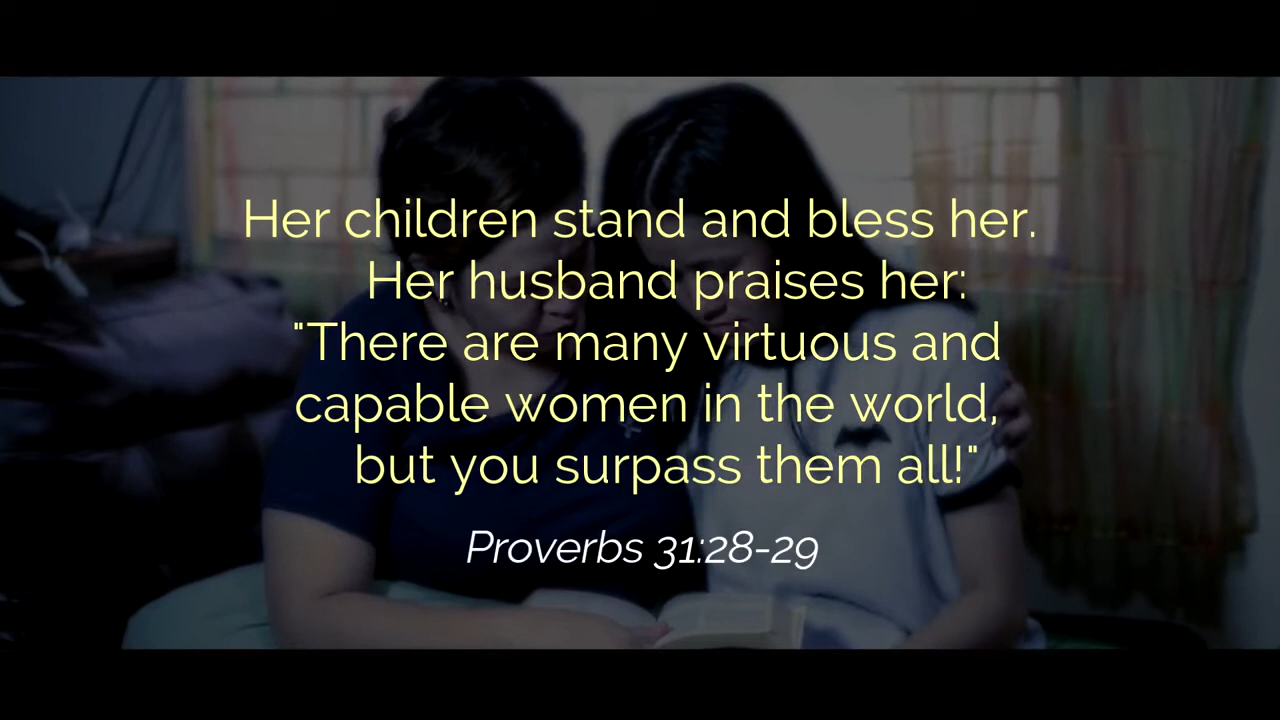 Her children stand and bless her.
Her husband praises her:
"There are many virtuous and
capable women in the world,
but you surpass them all!"
Proverbs 31:28-29